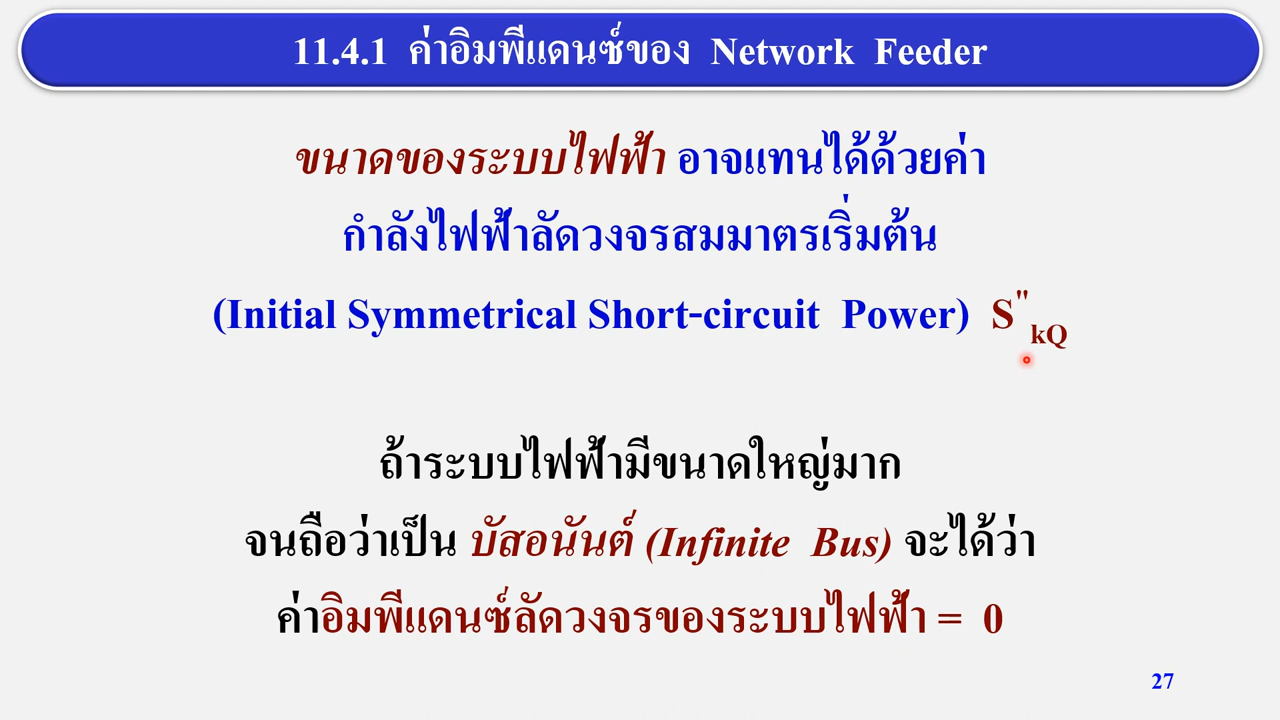 11.4.1 ค่าอิมพีแดนซ์ของ Network Feeder
ขนาดของระบบไฟฟ้า อาจแทนได้ด้วยค่า
กำลังไฟฟ้าลัดวงจรสมมาตรเริ่มต้น
(Initial Symmetrical Short-circuit Power) S"kQ
ถ้าระบบไฟฟ้ามีขนาดใหญ่มาก
จนถือว่าเป็น บัสอนันต์ (Infinite Bus) จะได้ว่า
ค่าอิมพีแดนซ์ลัดวงจรของระบบไฟฟ้า = 0
27